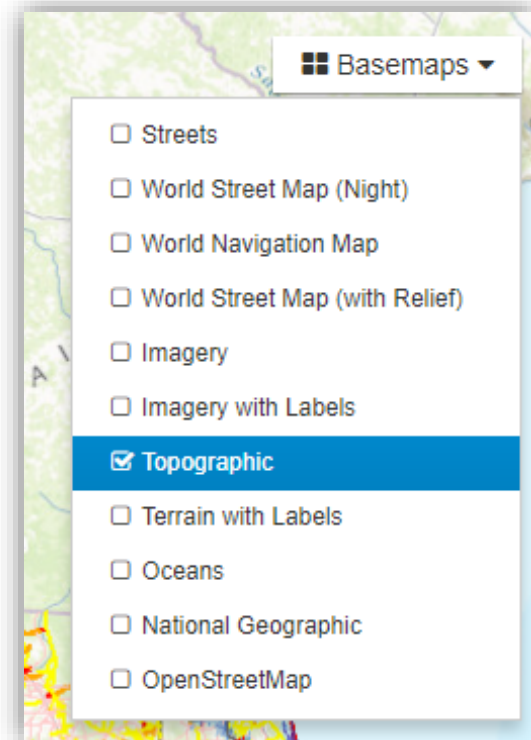 Basemaps
Streets
World Street Map (Night)
World Navigation Map
World Street Map (with Relief)
Imagery
Imagery with Labels
Topographic
Terrain with Labels
Oceans
National Geographic
OpenStreetMap